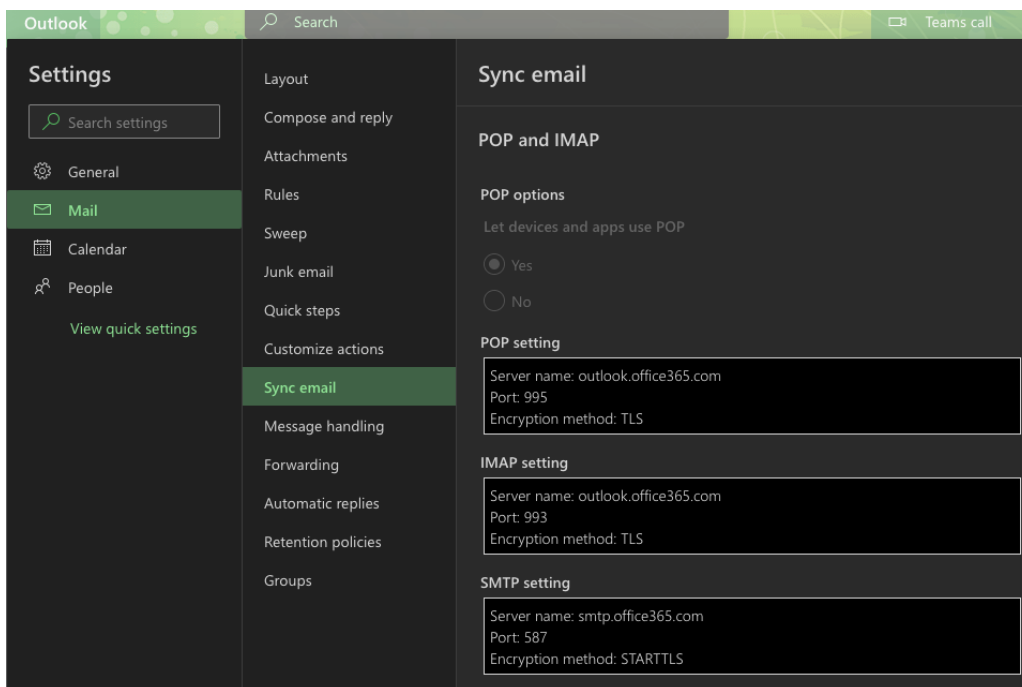 Outlook
Search
Teams call
Settings
Search settings
General
Mail
Calendar
People
View quick settings
Layout
Compose and reply
Attachments
Rules
Sweep
Junk email
Quick steps
Customize actions
Sync email
Message handling
Forwarding
Automatic replies
Retention policies
Groups
Sync email
POP and IMAP
POP options
Let devices and apps use POP
Yes
No
POP setting
Server name: outlook.office365.com
Port: 995
Encryption method: TLS
IMAP setting
Server name: outlook.office365.com
Port: 993
Encryption method: TLS
SMTP setting
Server name: smtp.office365.com
Port: 587
Encryption method: STARTTLS